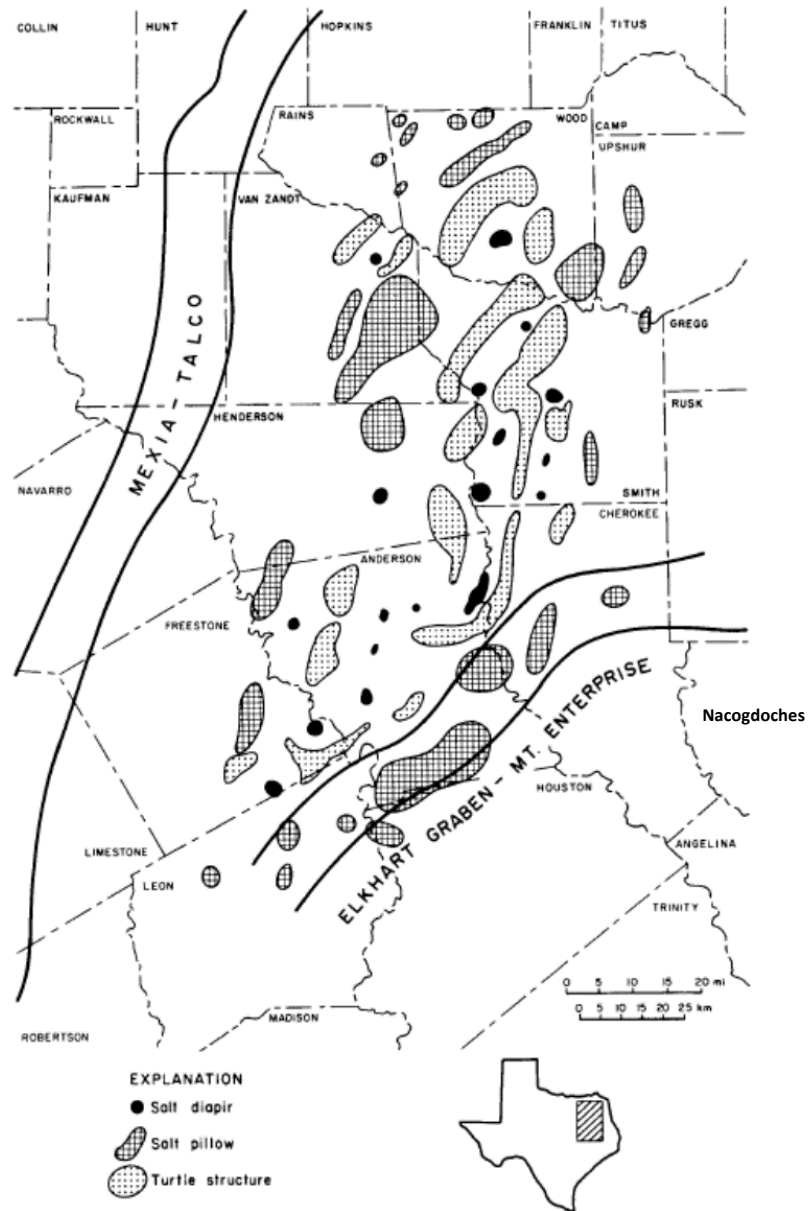 COLLIN
HUNT
HOPKINS
FRANKLIN
TITUS
ROCKWALL
RAINS
WOOD
CAMP
UPSHUR
KAUFMAN
VAN ZANDT
MEXIA - TALCO
GREGG
HENDERSON
RUSK
NAVARRO
SMITH
CHEROKEE
ANDERSON
FREESTONE
Nacogdoches
ELKHART GRABEN - MT. ENTERPRISE
HOUSTON
LIMESTONE
ANGELINA
LEON
TRINITY
0 5 10 15 20 mi
0 5 10 15 20 25 km
MADISON
ROBERTSON
EXPLANATION
Salt diapir
Salt pillow
Turtle structure